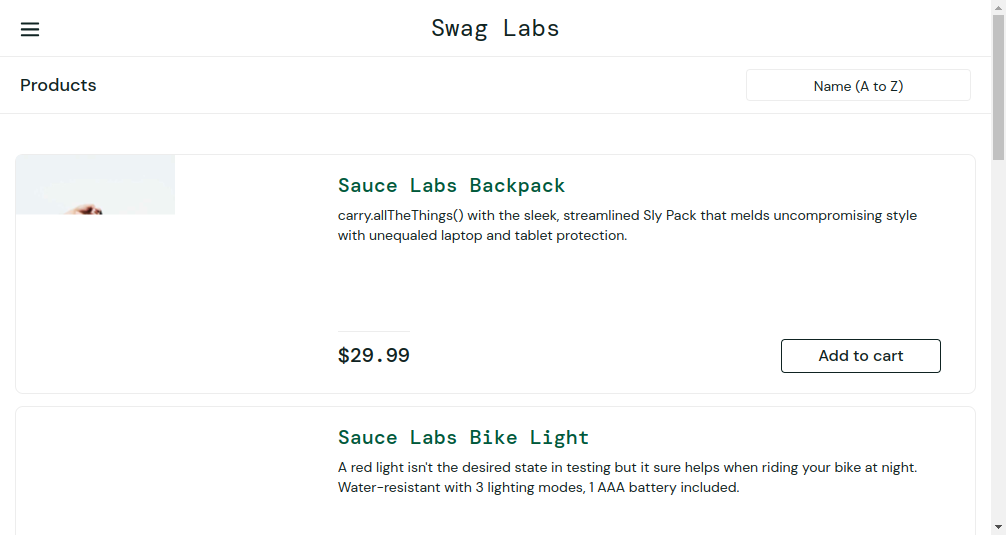 Swag Labs
Products
Name (A to Z)
Sauce Labs Backpack
carry.allTheThings() with the sleek, streamlined Sly Pack that melds uncompromising style
with unequaled laptop and tablet protection.
$29.99
Add to cart
Sauce Labs Bike Light
A red light isn't the desired state in testing but it sure helps when riding your bike at night.
Water-resistant with 3 lighting modes, 1 AAA battery included.